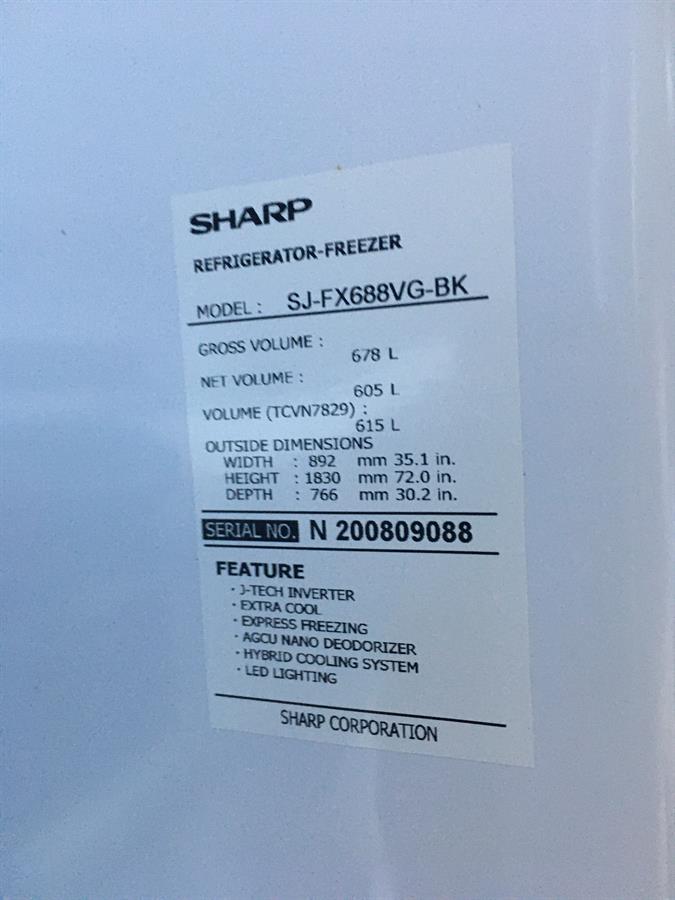 SHARP
REFRIGERATOR-FREEZER
MODEL : SJ-FX688VG-BK
GROSS VOLUME :
678 L
NET VOLUME :
605 L
VOLUME (TCVN7829) :
615 L
OUTSIDE DIMENSIONS
WIDTH : 892 mm 35.1 in.
HEIGHT : 1830 mm 72.0 in.
DEPTH : 766 mm 30.2 in.
SERIAL NO. N 200809088
FEATURE
· J-TECH INVERTER
· EXTRA COOL
· EXPRESS FREEZING
· AGCU NANO DEODORIZER
· HYBRID COOLING SYSTEM
· LED LIGHTING
SHARP CORPORATION